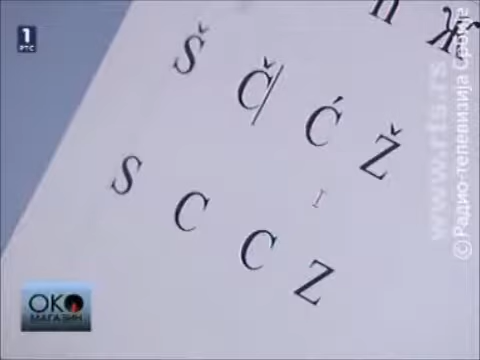 1
РТС
Ж
Š Č Ć Ž
S C C Z
ОКО
МАГАЗИН
www.rts.rs
© Радио-телевизија Србије